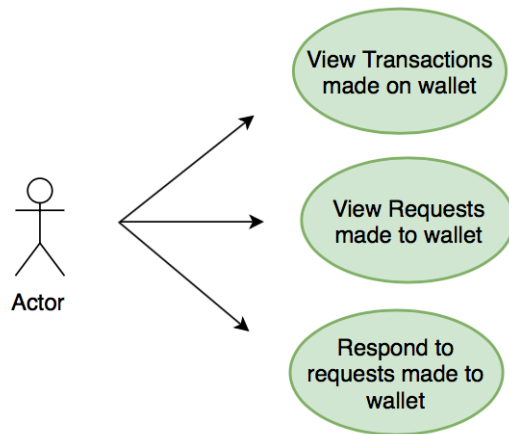 View Transactions
made on wallet
View Requests
made to wallet
Actor
Respond to
requests made to
wallet